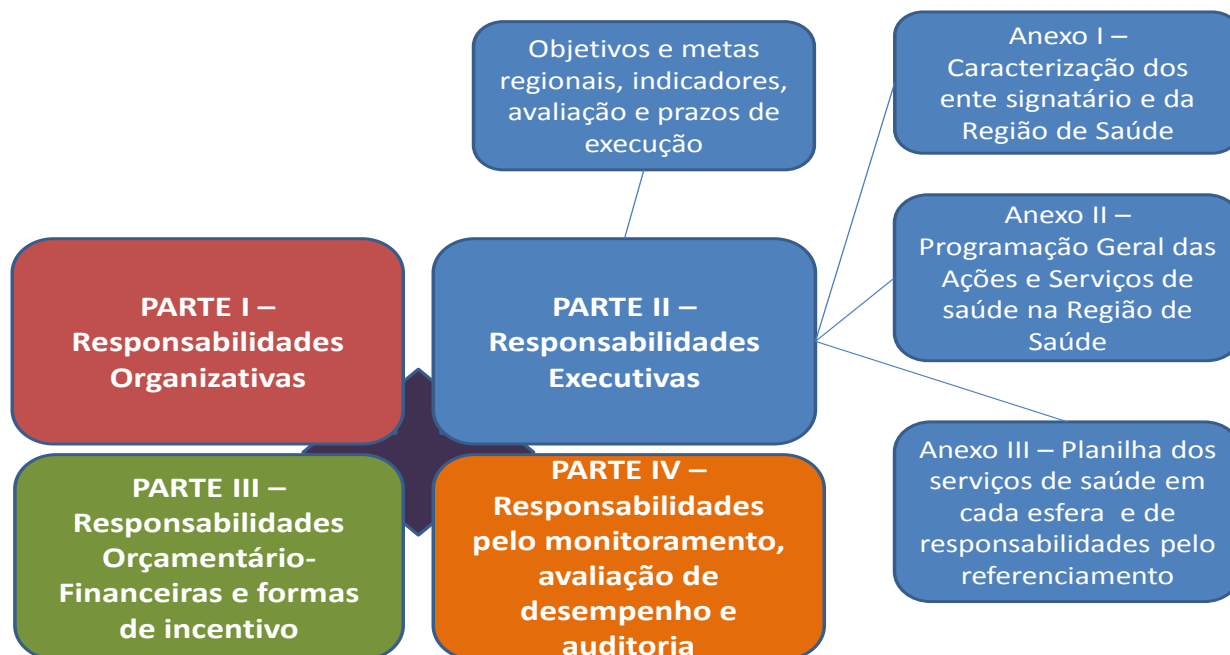 Objetivos e metas
regionais, indicadores,
avaliação e prazos de
execução
Anexo I –
Caracterização dos
ente signatário e da
Região de Saúde
Anexo II –
Programação Geral das
Ações e Serviços de
saúde na Região de
Saúde
Anexo III – Planilha dos
serviços de saúde em
cada esfera e de
responsabilidades pelo
referenciamento
PARTE I –
Responsabilidades
Organizativas
PARTE II –
Responsabilidades
Executivas
PARTE III –
Responsabilidades
Orçamentário-
Financeiras e formas
de incentivo
PARTE IV –
Responsabilidades
pelo monitoramento,
avaliação de
desempenho e
auditoria